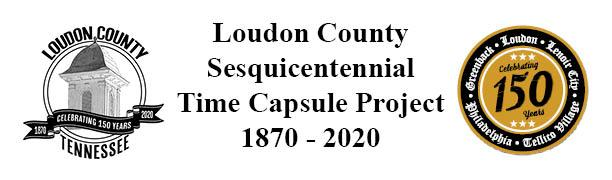 LOUDON COUNTY
1870 CELEBRATING 150 YEARS 2020
TENNESSEE
Loudon County
Sesquicentennial
Time Capsule Project
1870 - 2020
Greenback • Loudon • Lenoir City
Celebrating
150
Years
Philadelphia • Tellico Village